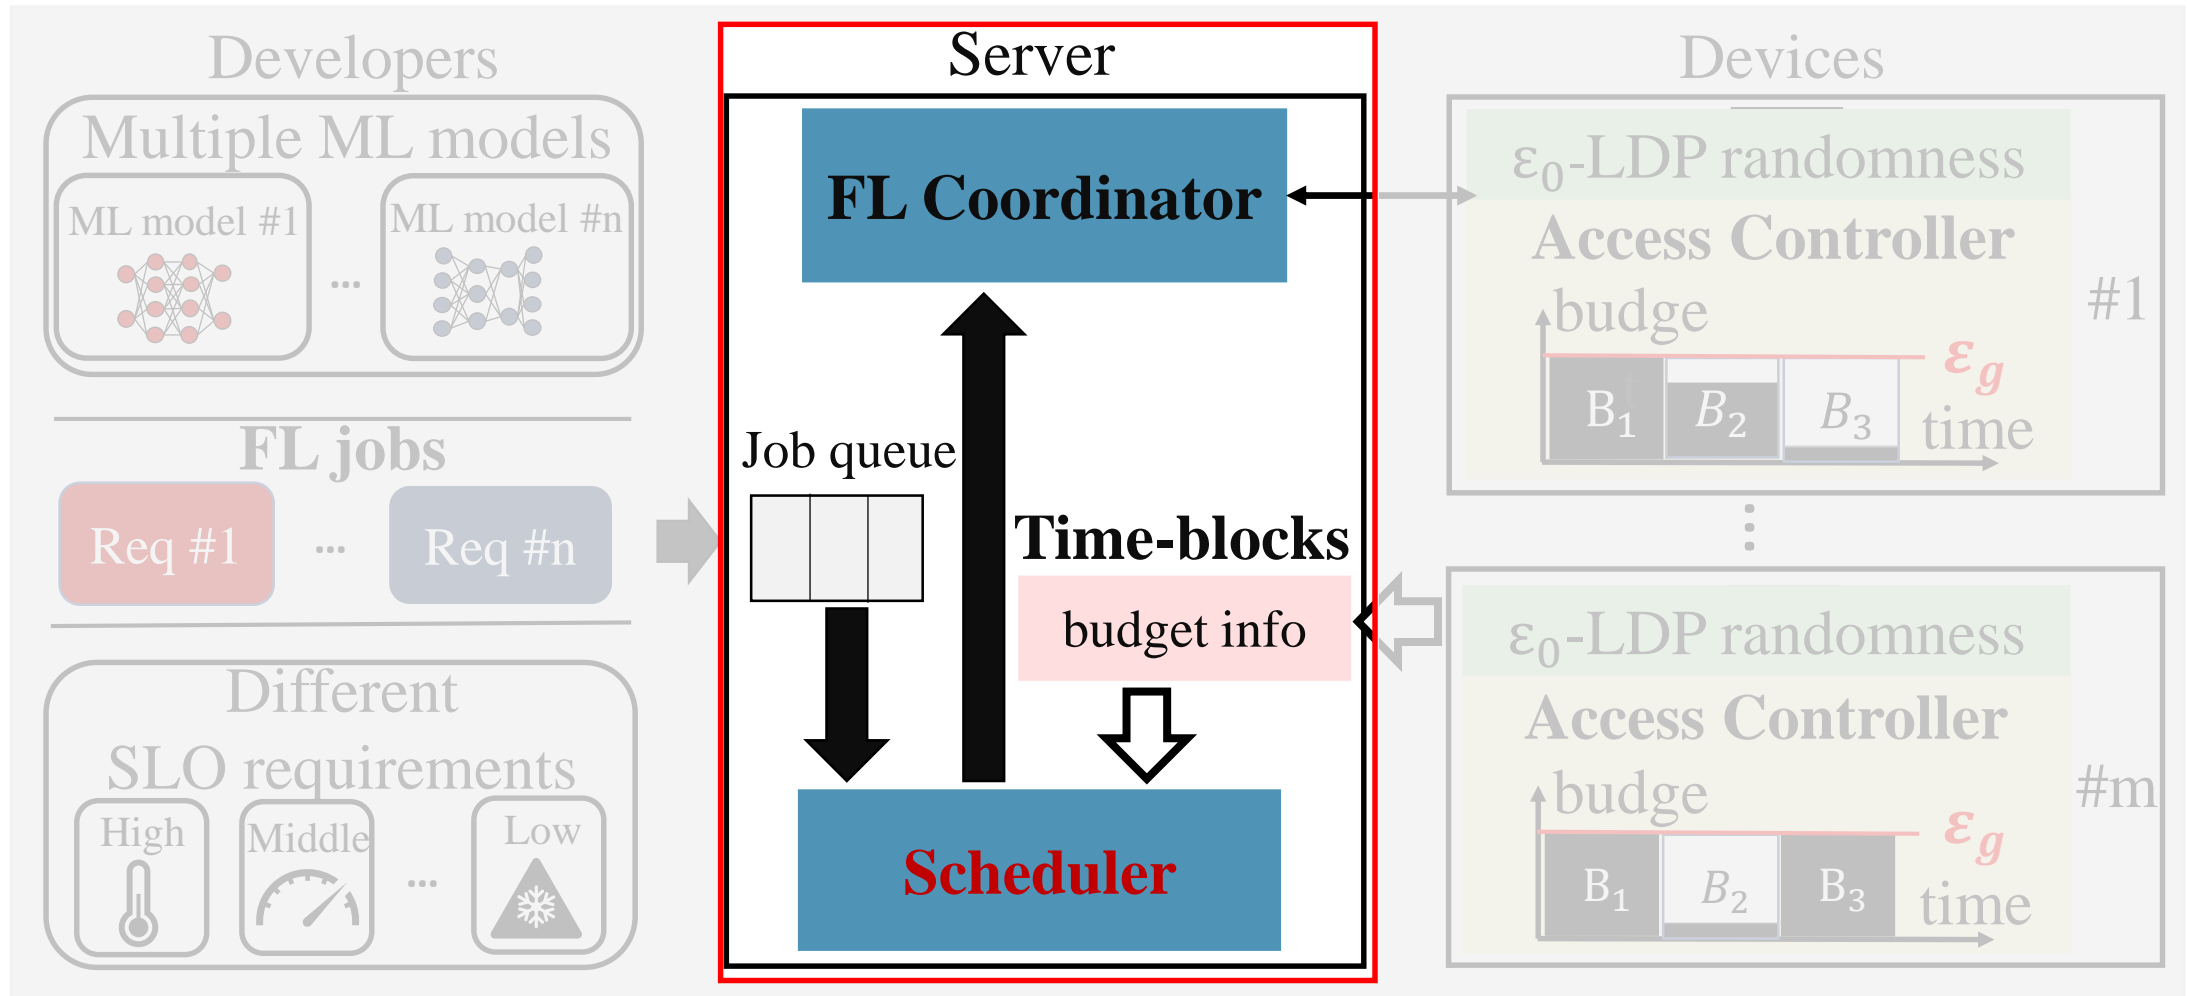 Developers
Multiple ML models
ML model #1
...
ML model #n
FL jobs
Req #1
...
Req #n
Different
SLO requirements
High
Middle
...
Low
Server
FL Coordinator
Job queue
Time-blocks
budget info
Scheduler
Devices
ε₀-LDP randomness
Access Controller
budge
t
ε_g
B₁
B₂
B₃
time
#1
ε₀-LDP randomness
Access Controller
budge
ε_g
B₁
B₂
B₃
time
#m